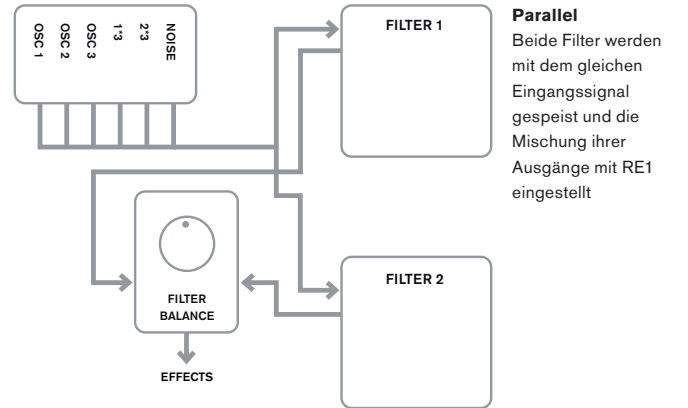 OSC 1
OSC 2
OSC 3
1*3
2*3
NOISE
FILTER 1
Parallel
Beide Filter werden
mit dem gleichen
Eingangssignal
gespeist und die
Mischung ihrer
Ausgänge mit RE1
eingestellt
FILTER
BALANCE
EFFECTS
FILTER 2